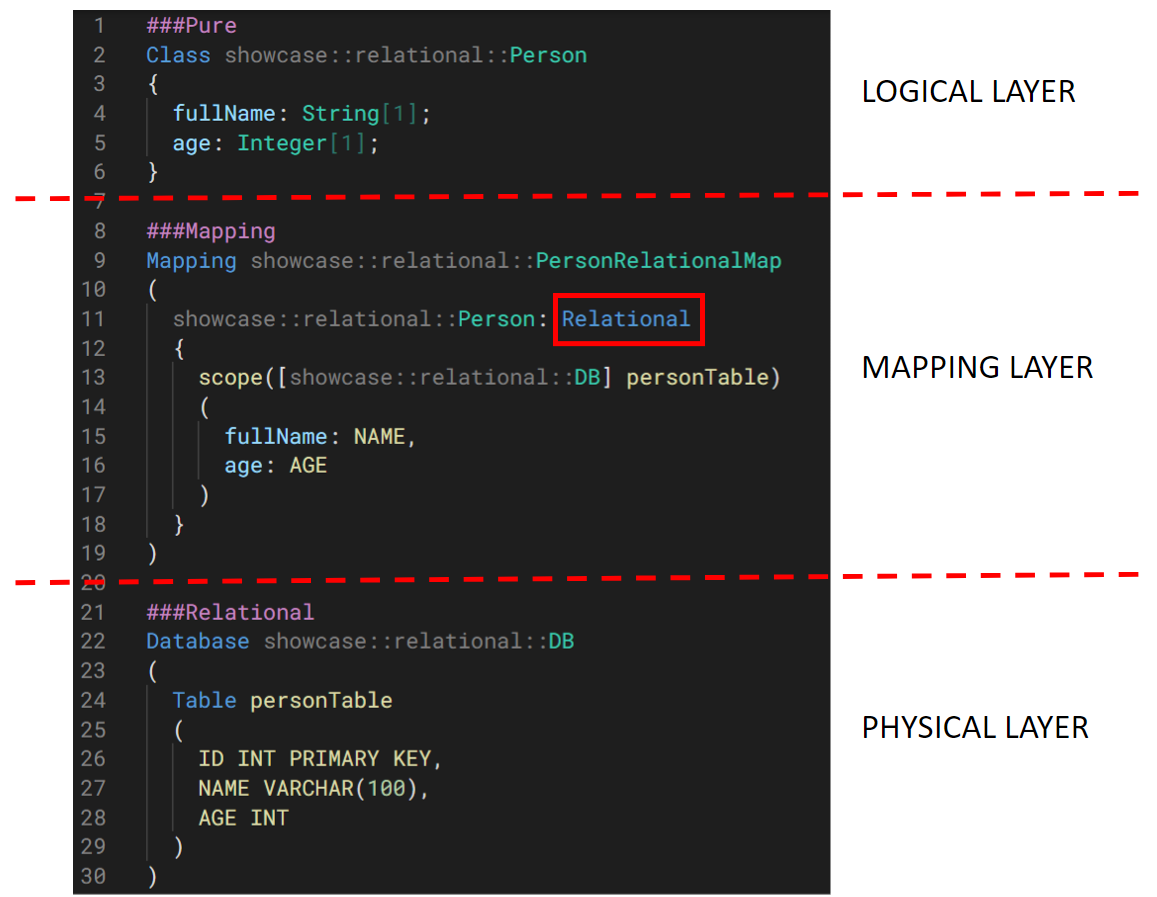 1 ###Pure
2 Class showcase::relational::Person
3 {
4 fullName: String[1];
5 age: Integer[1];
6 }
7
8 ###Mapping
9 Mapping showcase::relational::PersonRelationalMap
10 (
11 showcase::relational::Person: Relational
12 {
13 scope([showcase::relational::DB] personTable)
14 (
15 fullName: NAME,
16 age: AGE
17 )
18 }
19 )
20
21 ###Relational
22 Database showcase::relational::DB
23 (
24 Table personTable
25 (
26 ID INT PRIMARY KEY,
27 NAME VARCHAR(100),
28 AGE INT
29 )
30 )
LOGICAL LAYER
MAPPING LAYER
PHYSICAL LAYER